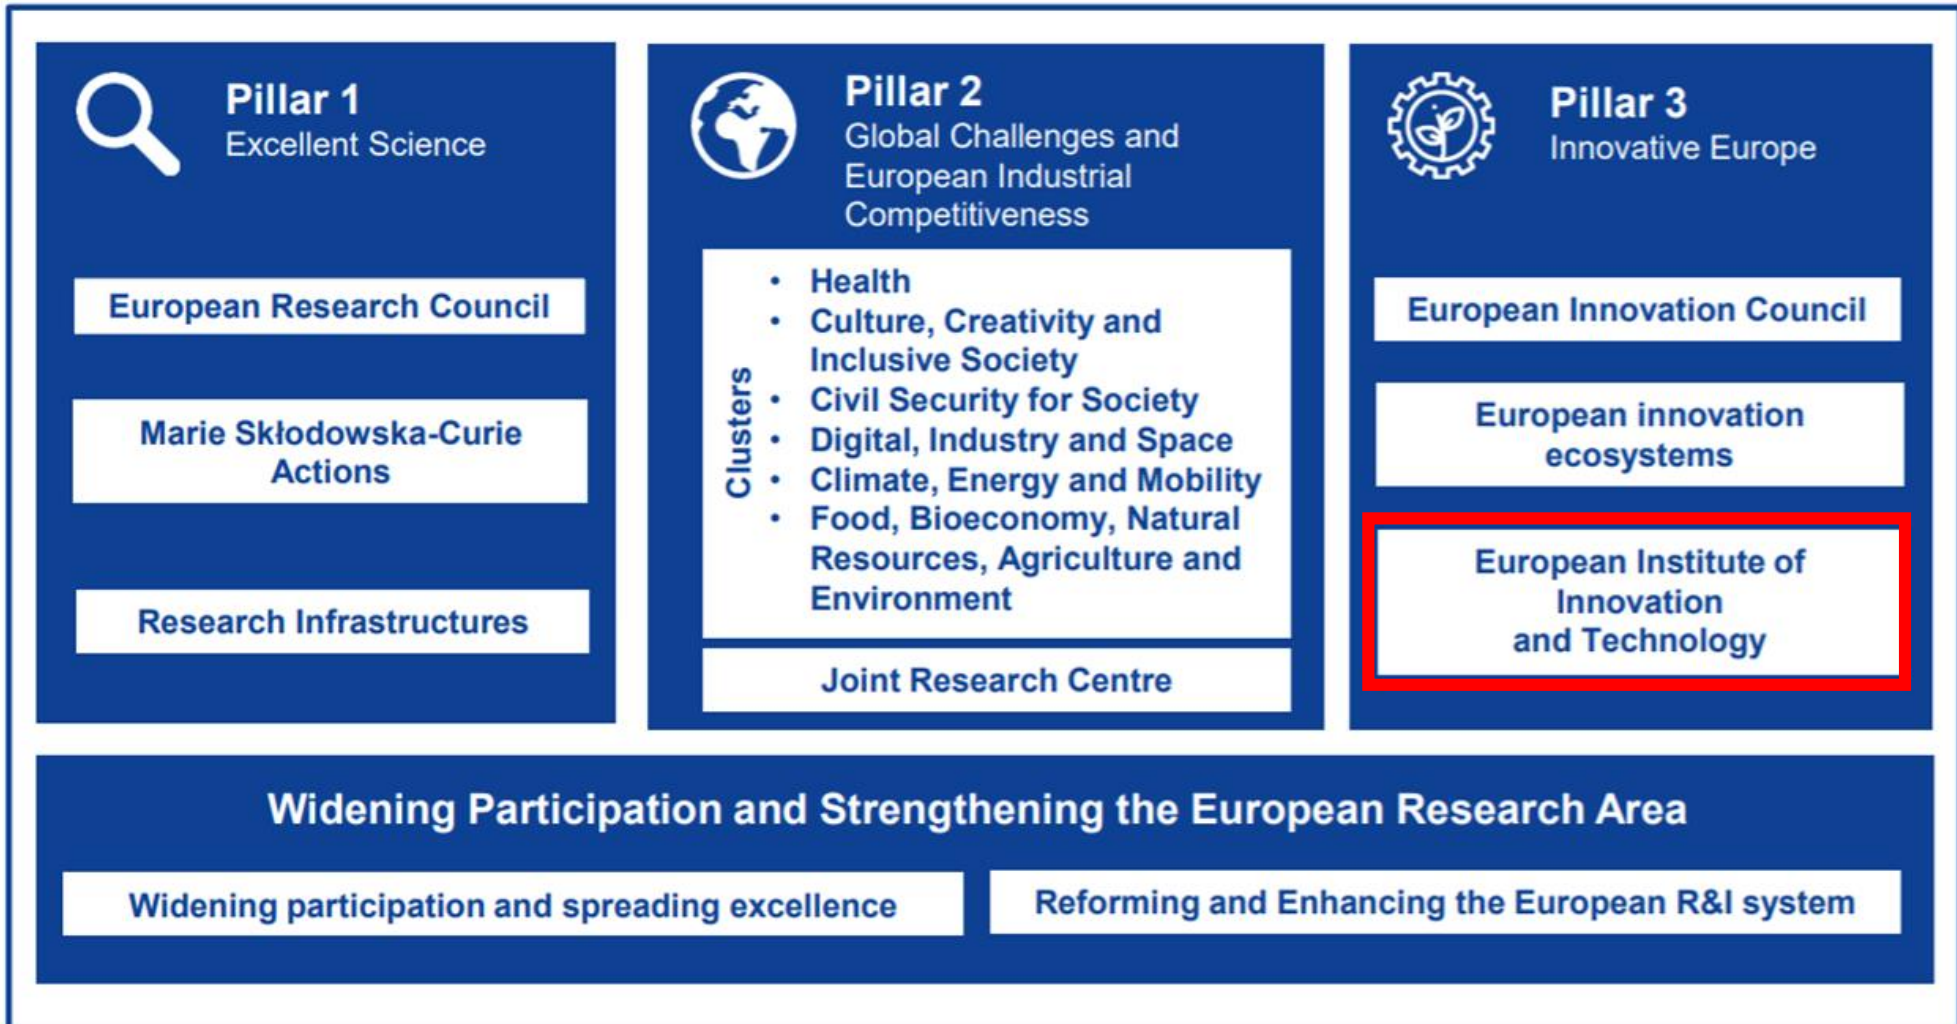 Pillar 1
Excellent Science
European Research Council
Marie Skłodowska-Curie
Actions
Research Infrastructures
Pillar 2
Global Challenges and
European Industrial
Competitiveness
Clusters
• Health
• Culture, Creativity and
Inclusive Society
• Civil Security for Society
• Digital, Industry and Space
• Climate, Energy and Mobility
• Food, Bioeconomy, Natural
Resources, Agriculture and
Environment
Joint Research Centre
Pillar 3
Innovative Europe
European Innovation Council
European innovation
ecosystems
European Institute of
Innovation
and Technology
Widening Participation and Strengthening the European Research Area
Widening participation and spreading excellence
Reforming and Enhancing the European R&I system